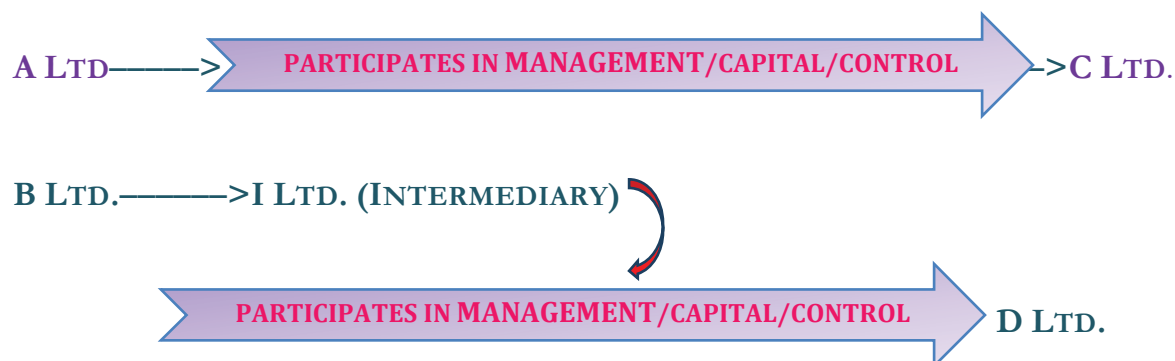 A LTD–––––> PARTICIPATES IN MANAGEMENT/CAPITAL/CONTROL –>C LTD.
B LTD.––––––>I LTD. (INTERMEDIARY)
PARTICIPATES IN MANAGEMENT/CAPITAL/CONTROL D LTD.